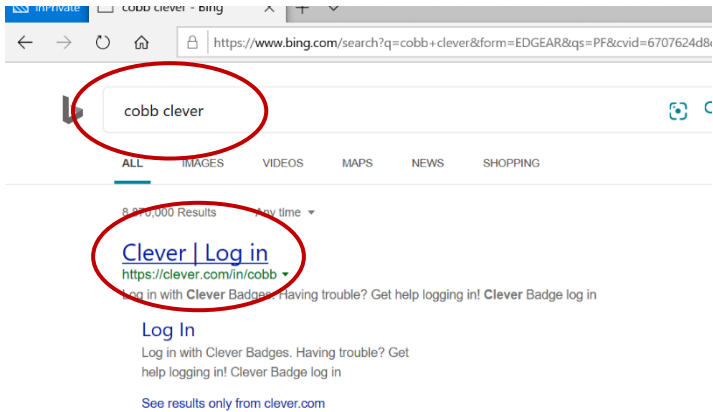 InPrivate cobb clever - Bing
https://www.bing.com/search?q=cobb+clever&form=EDGEAR&qs=PF&cvid=6707624d8
cobb clever
ALL IMAGES VIDEOS MAPS NEWS SHOPPING
8,870,000 Results Any time
Clever | Log in
https://clever.com/in/cobb
Log in with Clever Badges. Having trouble? Get help logging in! Clever Badge log in
Log In
Log in with Clever Badges. Having trouble? Get
help logging in! Clever Badge log in
See results only from clever.com